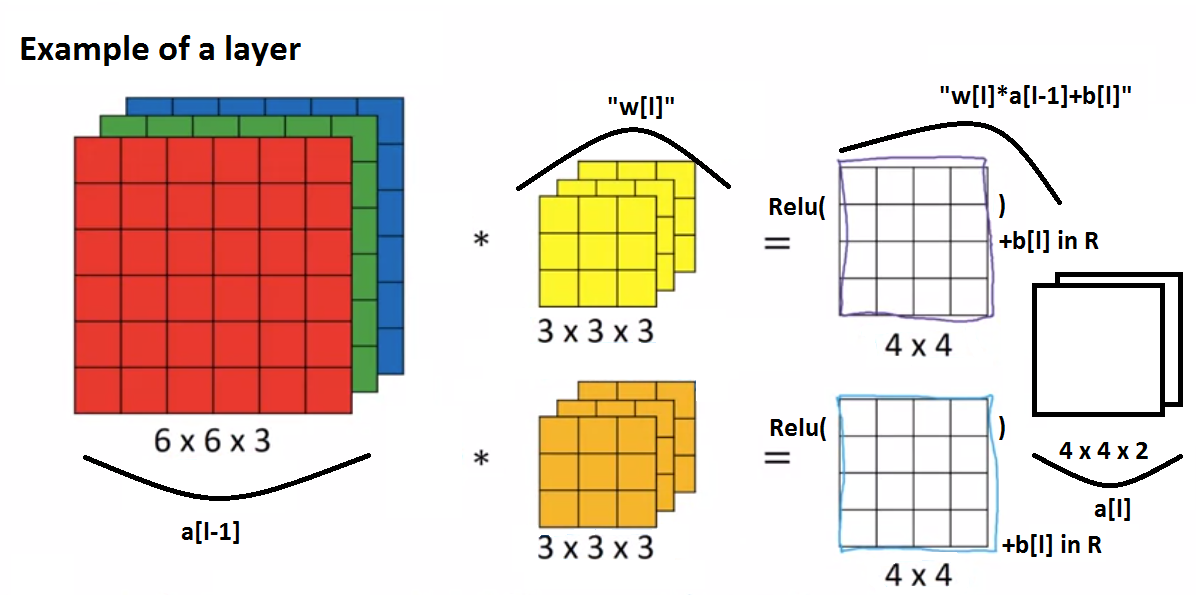 Example of a layer
"w[l]"
"w[l]*a[l-1]+b[l]"
*
Relu(
)
=
+b[l] in R
3 x 3 x 3
4 x 4
6 x 6 x 3
*
Relu(
)
=
4 x 4 x 2
a[l-1]
a[l]
3 x 3 x 3
+b[l] in R
4 x 4